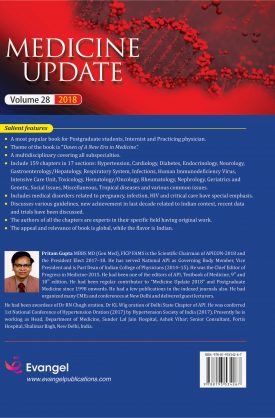 MEDICINE
UPDATE
Volume 28 2018
Salient features
• A most popular book for Postgraduate students, Internist and Practicing physician.
• Theme of the book is "Dawn of A New Era in Medicine".
• A multidisciplinary covering all subspecialties.
• Include 159 chapters in 17 sections: Hypertension, Cardiology, Diabetes, Endocrinology, Neurology,
Gastroenterology/Hepatology, Respiratory System, Infections, Human Immunodeficiency Virus,
Intensive Care Unit, Toxicology, Hematology/Oncology, Rheumatology, Nephrology, Geriatrics and
Genetic, Social Issues, Miscellaneous, Tropical diseases and various common issues.
• Includes medical disorders related to pregnancy, infection, HIV and critical care have special emphasis.
• Discusses various guidelines, new achievement in last decade related to Indian context, recent data
and trials have been discussed.
• The authors of all the chapters are experts in their specific field having original work.
• The appeal and relevance of book is global, while the flavor is Indian.
Pritam Gupta MBBS MD (Gen Med), FICP FAMS is the Scientific Chairman of APICON-2018 and
the President Elect 2017–18. He has served National API as Governing Body Member, Vice
President and is Past Dean of Indian College of Physicians (2014–15). He was the Chief Editor of
Progress in Medicine-2015. He had been one of the editors of API, Textbook of Medicine, 9th and
10th edition. He had been regular contributor to "Medicine Update 2018" and Postgraduate
Medicine since 1998 onwards. Had a few publications in the indexed journals also. He had
organized many CMEs and conferences at New Delhi and delivered guest lecturers.
He had been awardees of Dr RN Chugh oration, Dr KL Wig oration of Delhi State Chapter of API. He was conferred
1st National Conference of Hypertension Oration (2017) by Hypertension Society of India (2017). Presently he is
working as Head, Department of Medicine, Sunder Lal Jain Hospital, Ashok Vihar; Senior Consultant, Fortis
Hospital, Shalimar Bagh, New Delhi, India.
Evangel
www.evangelpublications.com